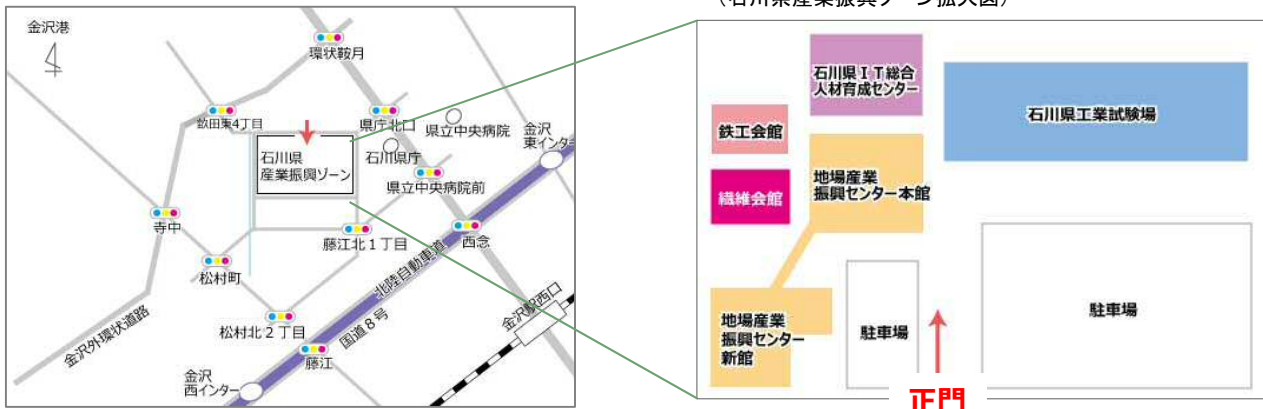 （石川県産業振興ゾーン拡大図）
金沢港
環状鞍月
畝田東4丁目
県庁北口
県立中央病院
金沢
東インター
石川県
産業振興ゾーン
石川県庁
県立中央病院前
寺中
藤江北１丁目
西念
松村町
北陸自動車道
国道８号
金沢駅西口
金沢外環状道路
松村北２丁目
藤江
金沢
西インター
石川県ＩＴ総合
人材育成センター
石川県工業試験場
鉄工会館
地場産業
振興センター本館
繊維会館
地場産業
振興センター
新館
駐車場
駐車場
正門